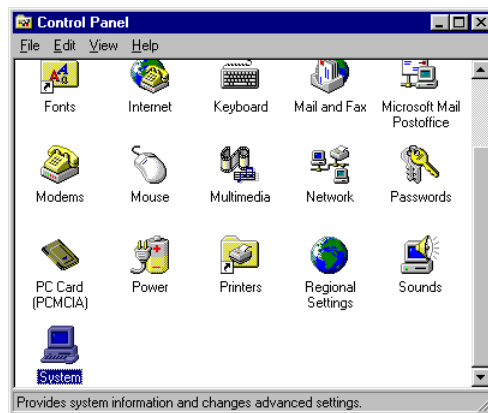 Control Panel
File Edit View Help
Fonts Internet Keyboard Mail and Fax Microsoft Mail
Postoffice
Modems Mouse Multimedia Network Passwords
PC Card Power Printers Regional Sounds
(PCMCIA) Settings
System
Provides system information and changes advanced settings.